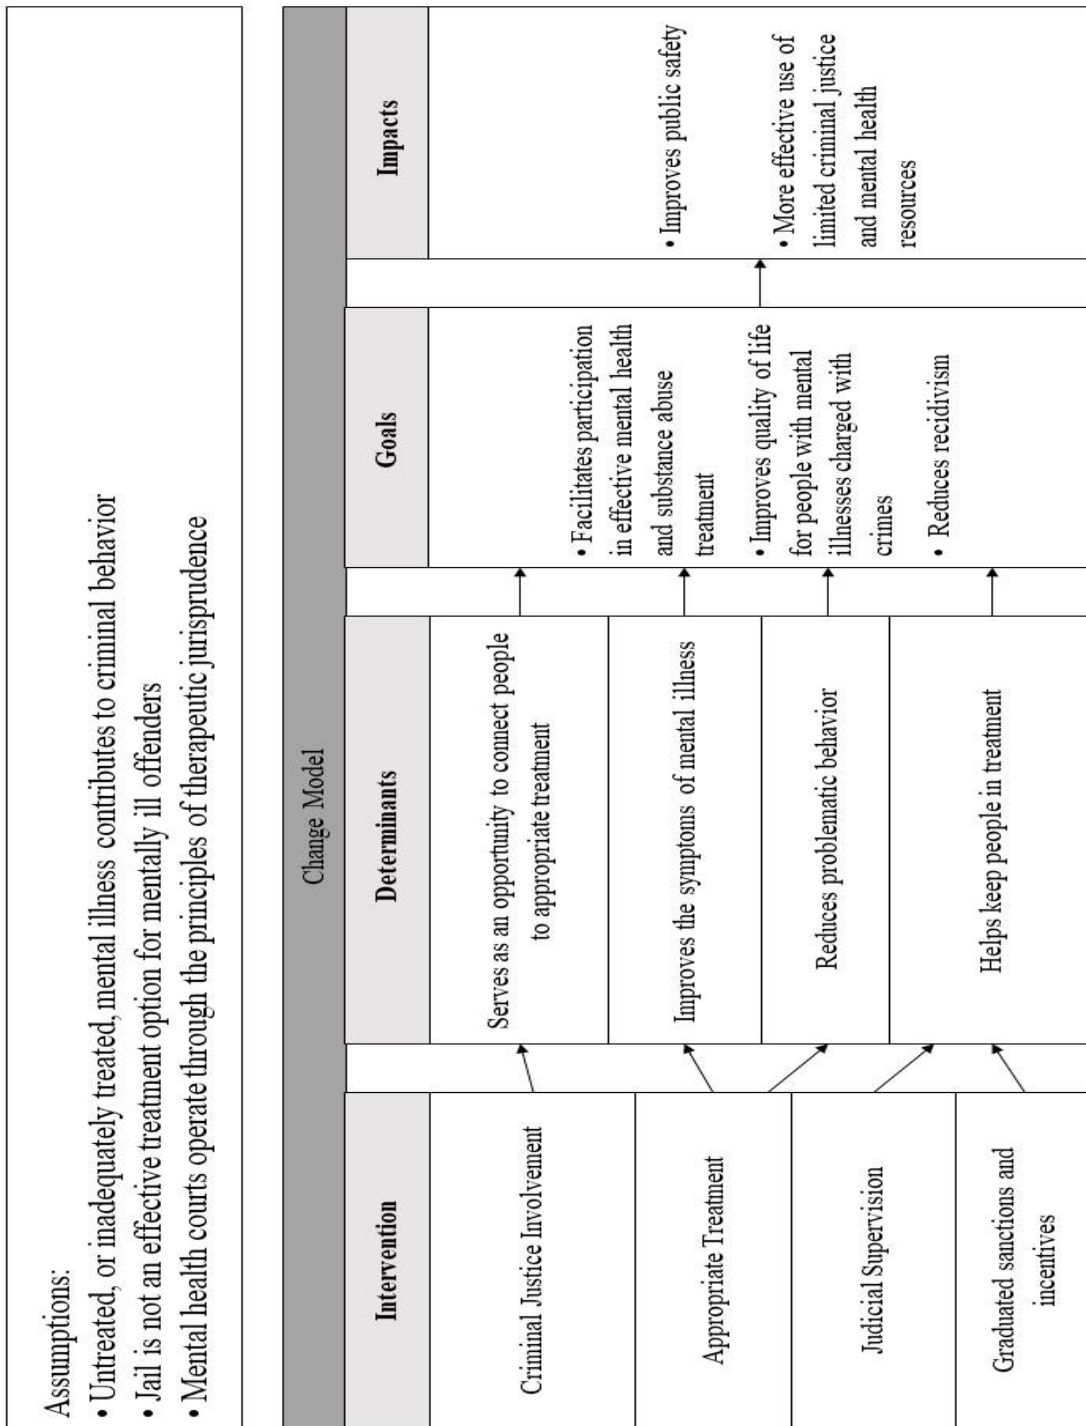 Assumptions:
• Untreated, or inadequately treated, mental illness contributes to criminal behavior
• Jail is not an effective treatment option for mentally ill offenders
• Mental health courts operate through the principles of therapeutic jurisprudence
Change Model
Intervention
Criminal Justice Involvement
Appropriate Treatment
Judicial Supervision
Graduated sanctions and
incentives
Determinants
Serves as an opportunity to connect people
to appropriate treatment
Improves the symptoms of mental illness
Reduces problematic behavior
Helps keep people in treatment
Goals
• Facilitates participation
in effective mental health
and substance abuse
treatment
• Improves quality of life
for people with mental
illnesses charged with
crimes
• Reduces recidivism
Impacts
• Improves public safety
• More effective use of
limited criminal justice
and mental health
resources